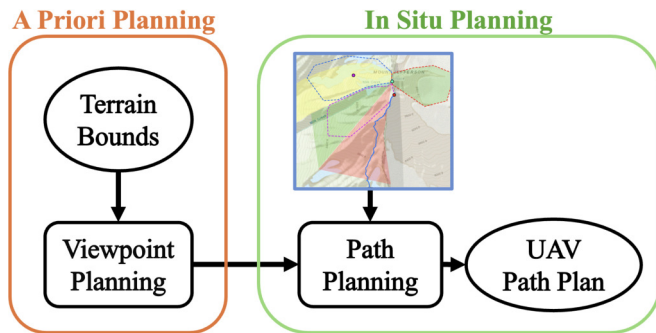 A Priori Planning
In Situ Planning
Terrain
Bounds
Viewpoint
Planning
Path
Planning
UAV
Path Plan